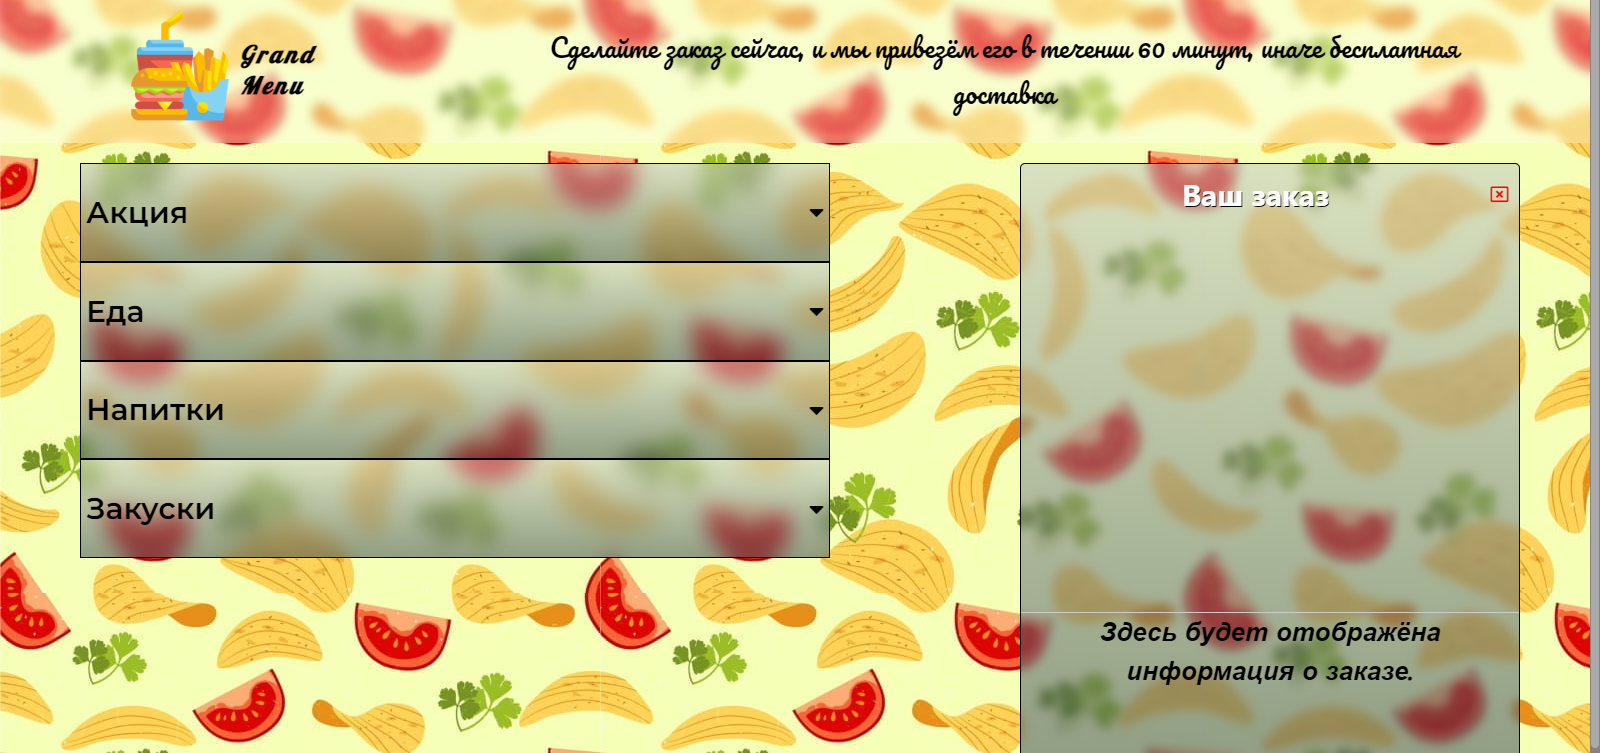 Grand
Menu
Сделайте заказ сейчас, и мы привезём его в течении 60 минут, иначе бесплатная
доставка
Акция
Еда
Напитки
Закуски
Ваш заказ
Здесь будет отображёна
информация о заказе.